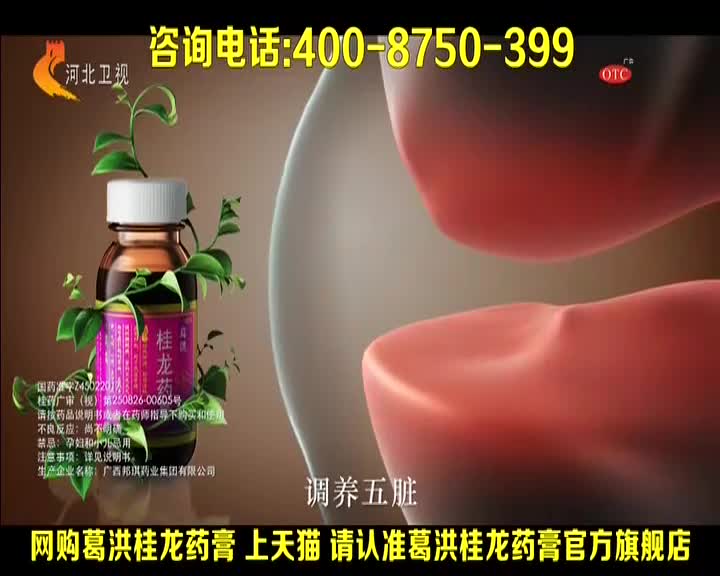 咨询电话:400-8750-399
河北卫视
广告
OTC
葛洪
桂龙药
国药准字Z45022017
桂药广审（视）第250826-00605号
请按药品说明书或者在药师指导下购买和使用
不良反应：尚不明确
禁忌：孕妇和小儿忌用
注意事项：详见说明书
生产企业名称：广西邦琪药业集团有限公司
调养五脏
网购葛洪桂龙药膏 上天猫 请认准葛洪桂龙药膏官方旗舰店